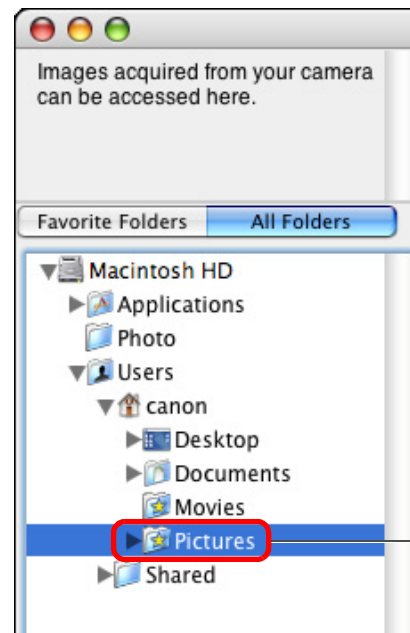 Images acquired from your camera
can be accessed here.
Favorite Folders All Folders
Macintosh HD
Applications
Photo
Users
canon
Desktop
Documents
Movies
Pictures
Shared